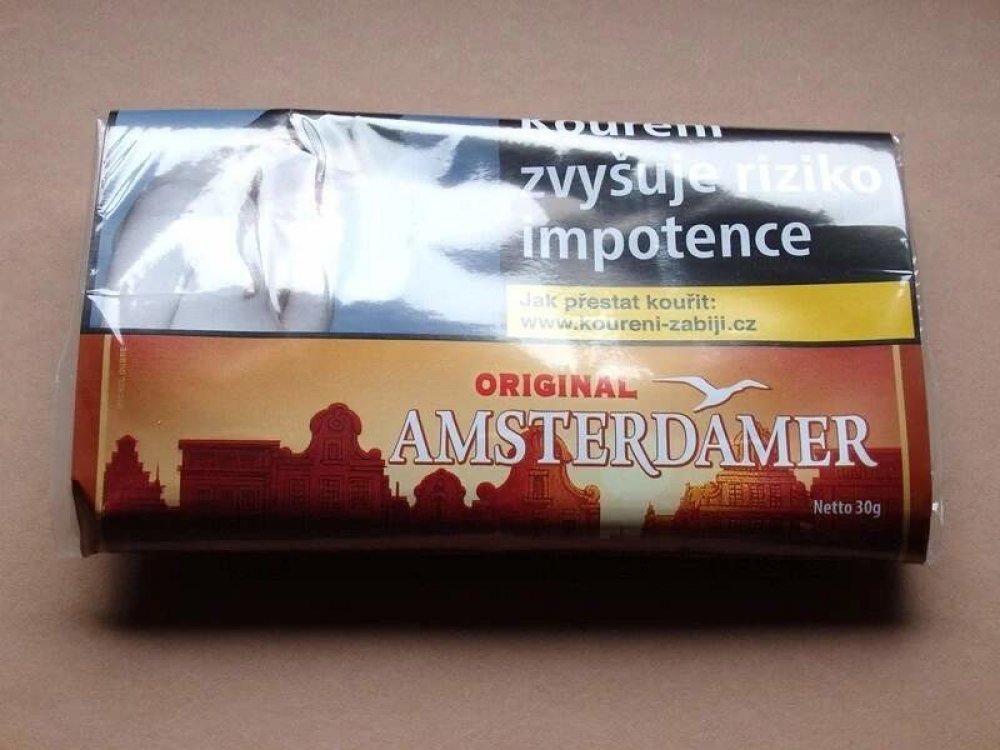 Kouření
zvyšuje riziko
impotence
Jak přestat kouřit:
www.koureni-zabiji.cz
ORIGINAL
AMSTERDAMER
Netto 30g